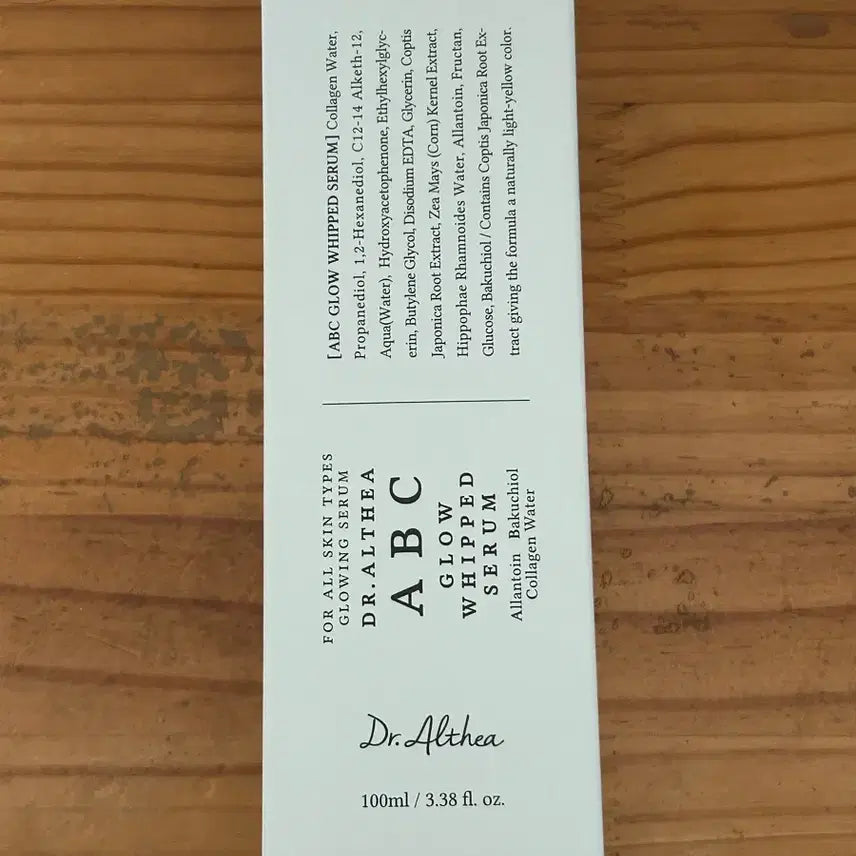 [ABC GLOW WHIPPED SERUM] Collagen Water,
Propanediol, 1,2-Hexanediol, C12-14 Alketh-12,
Aqua(Water), Hydroxyacetophenone, Ethylhexylglyc-
erin, Butylene Glycol, Disodium EDTA, Glycerin, Coptis
Japonica Root Extract, Zea Mays (Corn) Kernel Extract,
Hippophae Rhamnoides Water, Allantoin, Fructan,
Glucose, Bakuchiol / Contains Coptis Japonica Root Ex-
tract giving the formula a naturally light-yellow color.
FOR ALL SKIN TYPES
GLOWING SERUM
DR.ALTHEA
ABC
GLOW
WHIPPED
SERUM
Allantoin Bakuchiol
Collagen Water
Dr.Althea
100ml / 3.38 fl. oz.